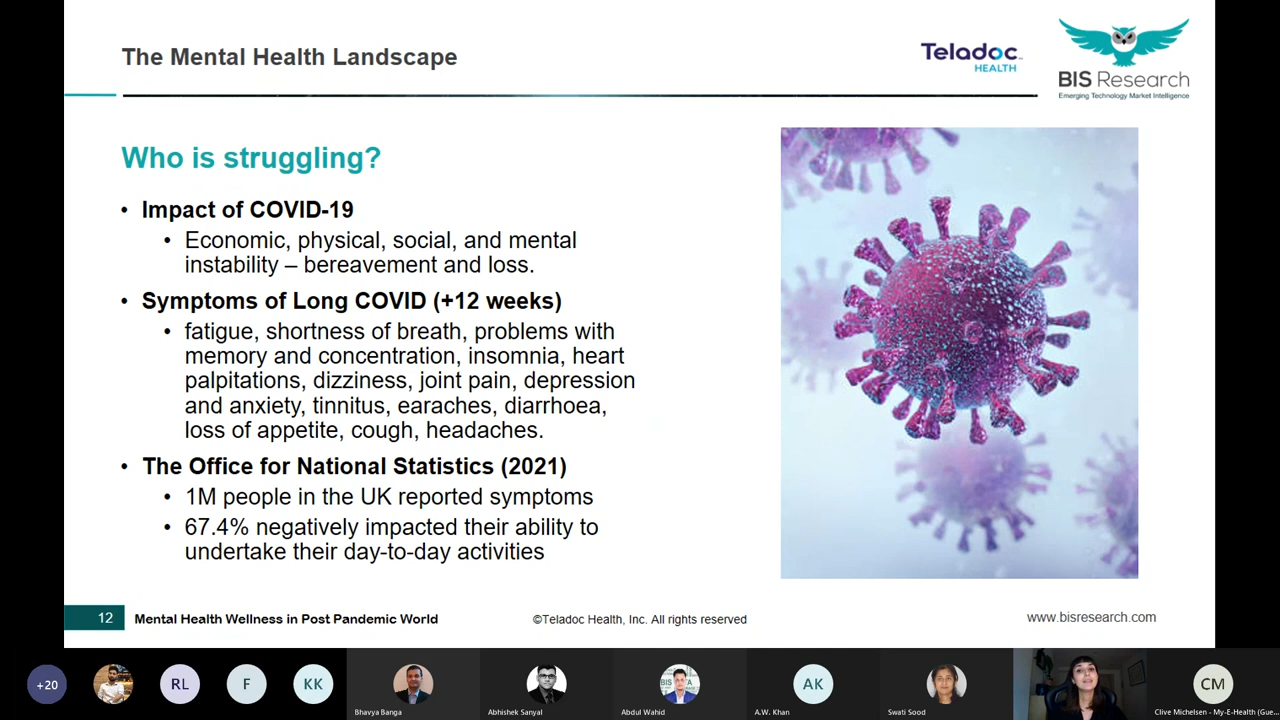 The Mental Health Landscape
Teladoc
HEALTH
BIS Research
Emerging Technology Market Intelligence
Who is struggling?
• Impact of COVID-19
• Economic, physical, social, and mental
instability – bereavement and loss.
• Symptoms of Long COVID (+12 weeks)
• fatigue, shortness of breath, problems with
memory and concentration, insomnia, heart
palpitations, dizziness, joint pain, depression
and anxiety, tinnitus, earaches, diarrhoea,
loss of appetite, cough, headaches.
• The Office for National Statistics (2021)
• 1M people in the UK reported symptoms
• 67.4% negatively impacted their ability to
undertake their day-to-day activities
12 Mental Health Wellness in Post Pandemic World ©Teladoc Health, Inc. All rights reserved www.bisresearch.com
+20 RL F KK AK CM
Bhavya Banga Abhishek Sanyal Abdul Wahid A.W. Khan Swati Sood Clive Michelsen - My-E-Health (Gue...